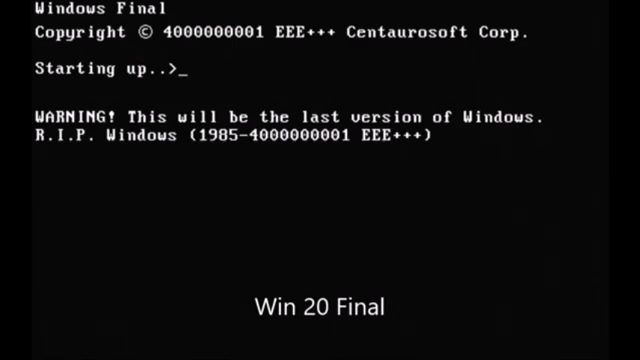 Windows Final
Copyright © 4000000001 EEE+++ Centaurosoft Corp.
Starting up..>_
WARNING! This will be the last version of Windows.
R.I.P. Windows (1985-4000000001 EEE+++)
Win 20 Final